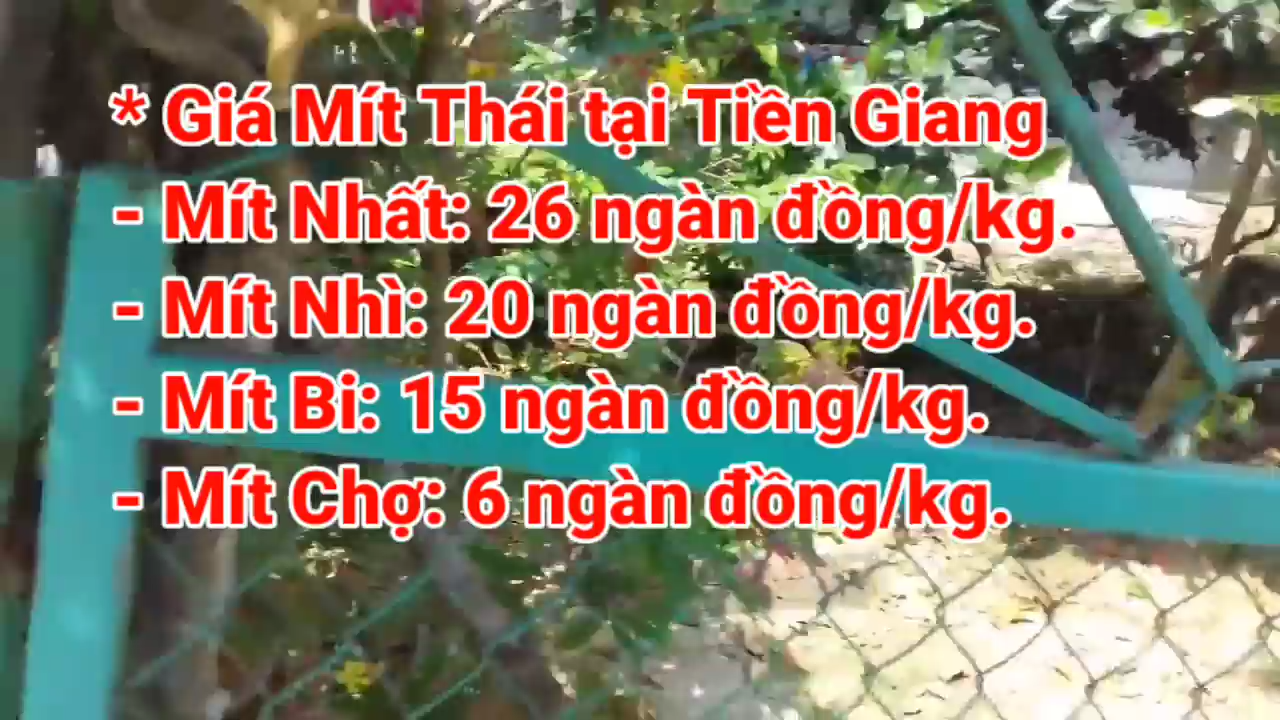 * Giá Mít Thái tại Tiền Giang
- Mít Nhất: 26 ngàn đồng/kg.
- Mít Nhì: 20 ngàn đồng/kg.
- Mít Bi: 15 ngàn đồng/kg.
- Mít Chợ: 6 ngàn đồng/kg.